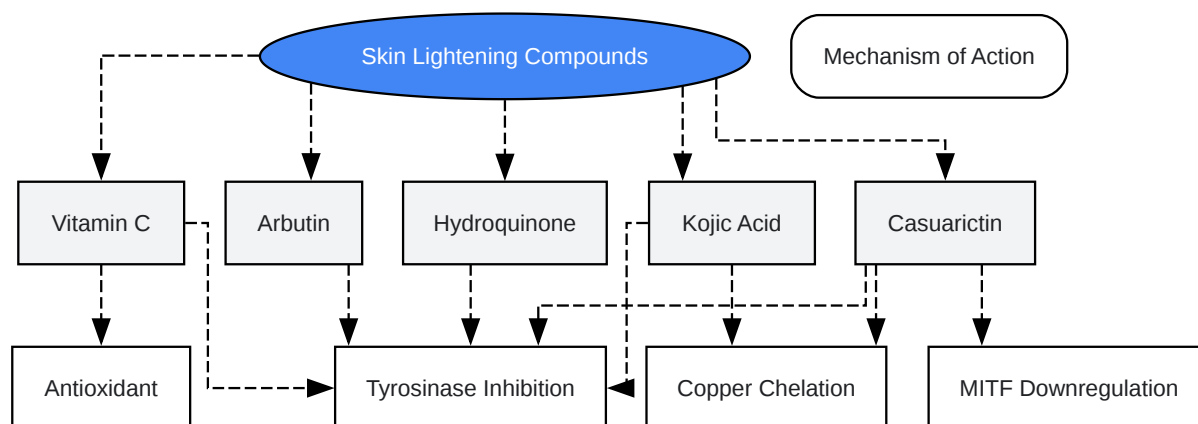 Skin Lightening Compounds
Mechanism of Action
Vitamin C
Arbutin
Hydroquinone
Kojic Acid
Casuarictin
Antioxidant
Tyrosinase Inhibition
Copper Chelation
MITF Downregulation